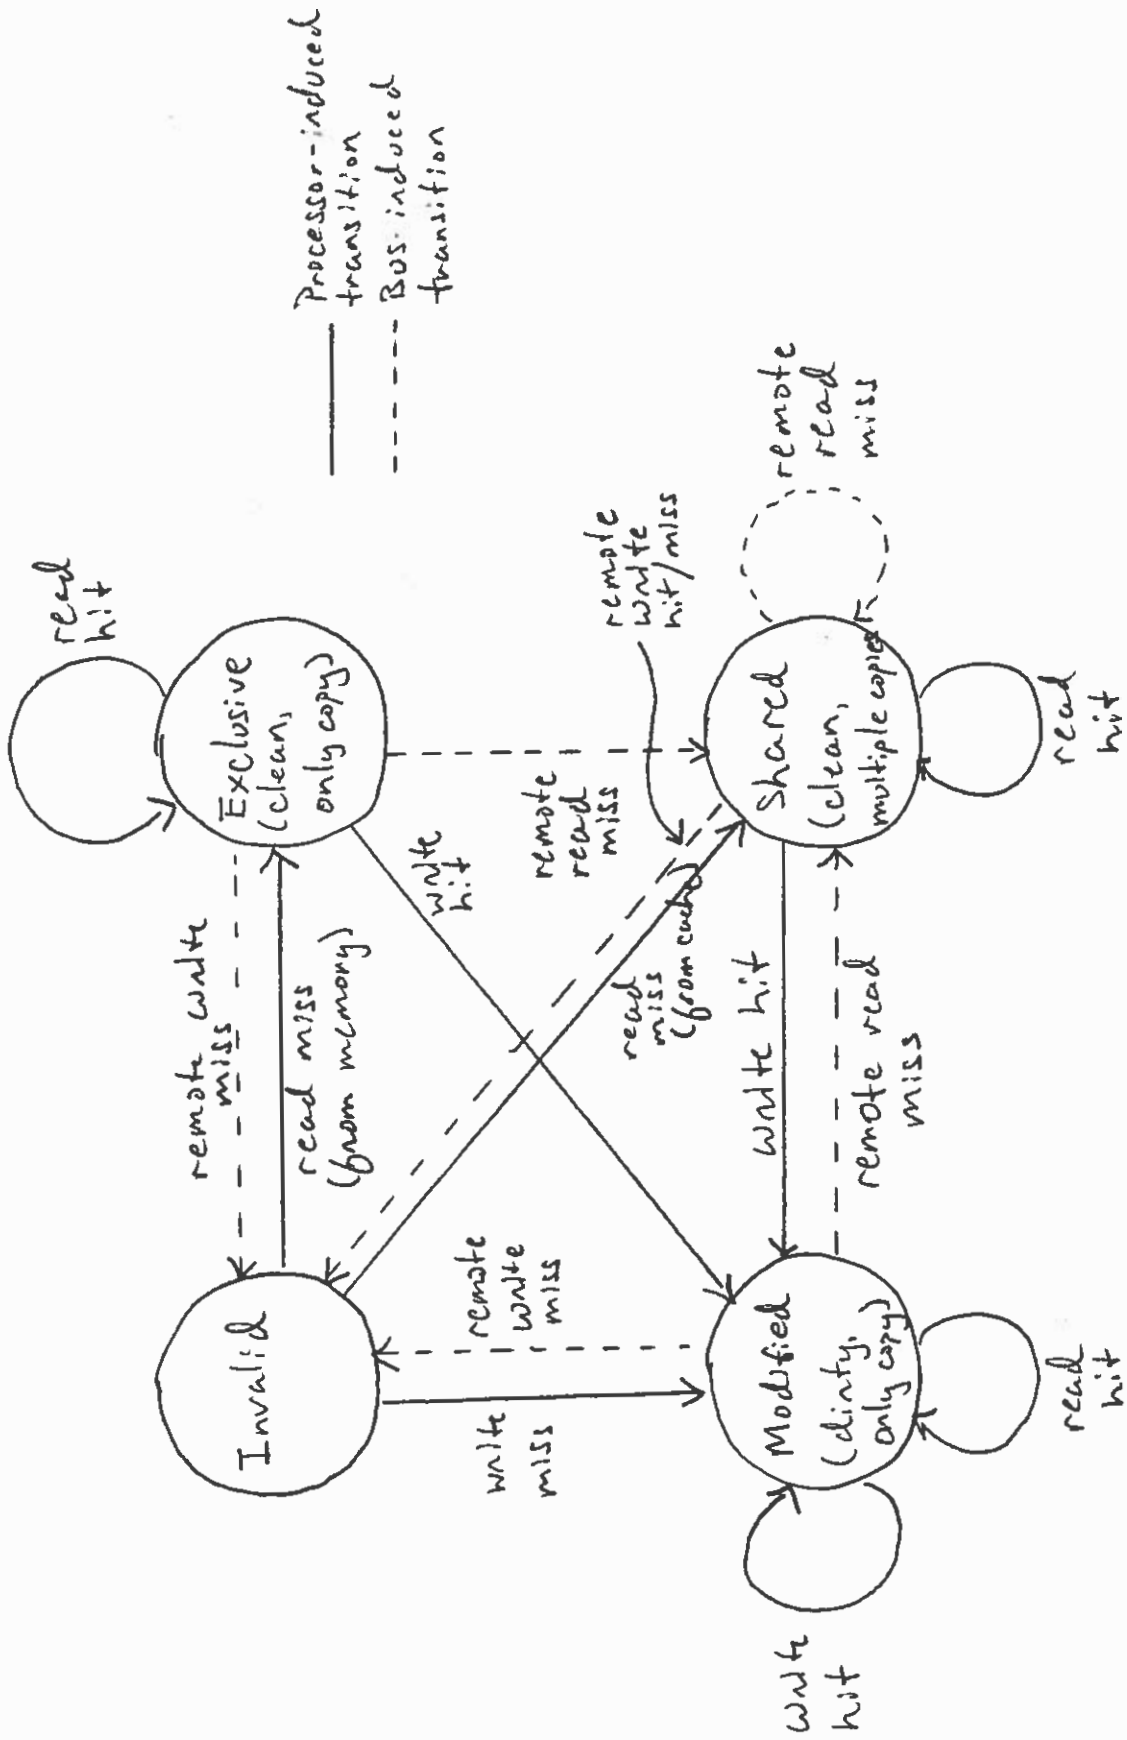 Invalid
remote write
miss
read miss
(from memory)
Exclusive
(clean,
only copy)
read
hit
Processor-induced
transition
Bus-induced
transition
write
miss
remote
write
miss
write
hit
remote
read
miss
remote
write
hit/miss
read
miss
(from cache)
write hit
remote read
miss
Modified
(dirty,
only copy)
Shared
(clean,
multiple copies)
remote
read
miss
write
hit
read
hit
read
hit